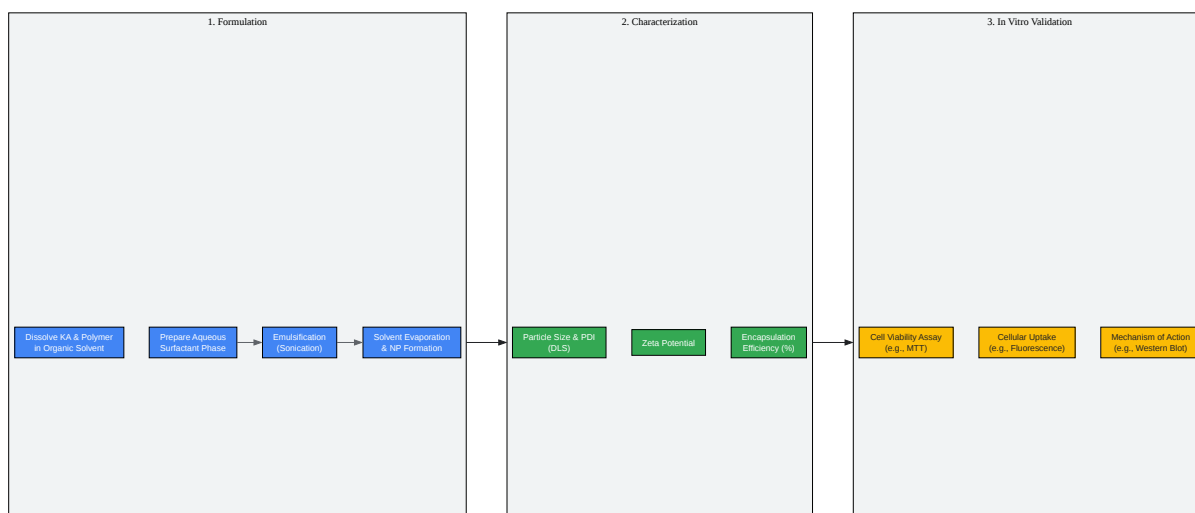 1. Formulation
Dissolve KA & Polymer
in Organic Solvent
Prepare Aqueous
Surfactant Phase
Emulsification
(Sonication)
Solvent Evaporation
& NP Formation
2. Characterization
Particle Size & PDI
(DLS)
Zeta Potential
Encapsulation
Efficiency (%)
3. In Vitro Validation
Cell Viability Assay
(e.g., MTT)
Cellular Uptake
(e.g., Fluorescence)
Mechanism of Action
(e.g., Western Blot)